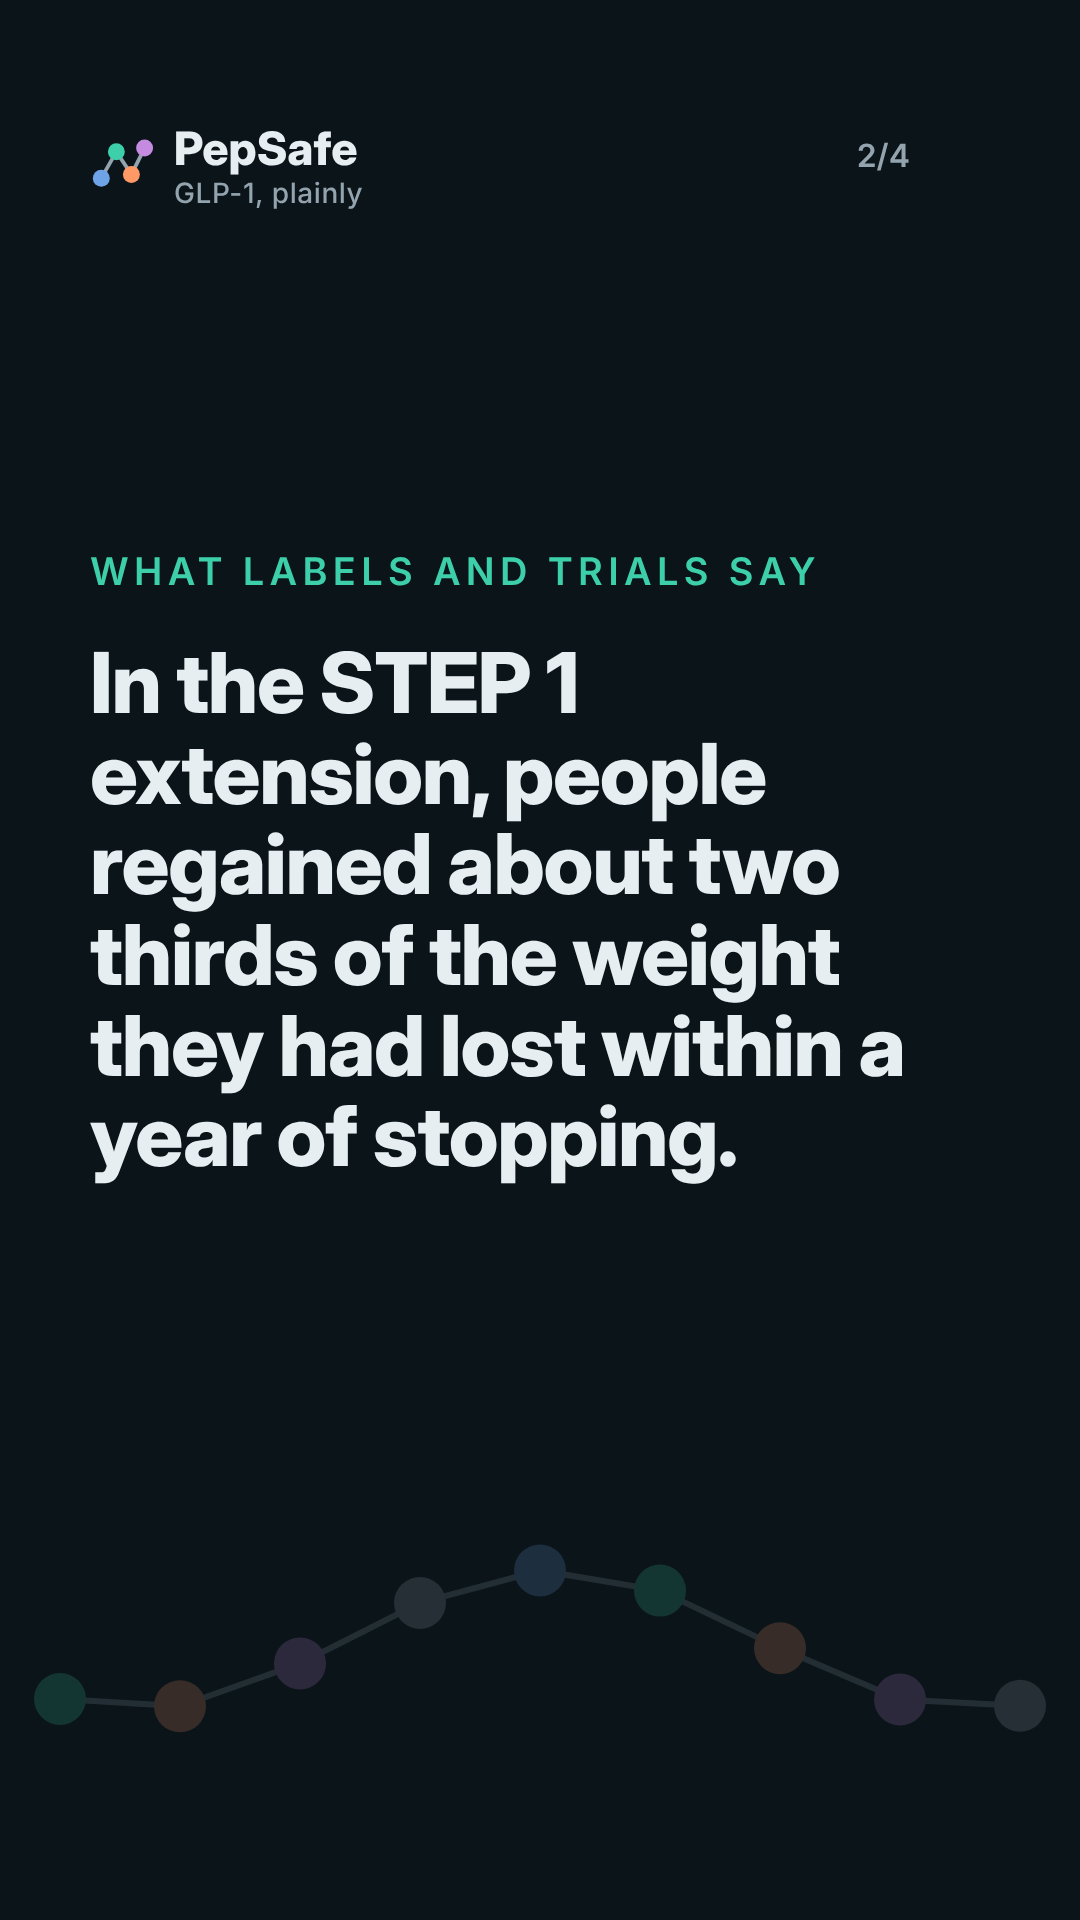 PepSafe
GLP-1, plainly
2/4
WHAT LABELS AND TRIALS SAY
In the STEP 1
extension, people
regained about two
thirds of the weight
they had lost within a
year of stopping.